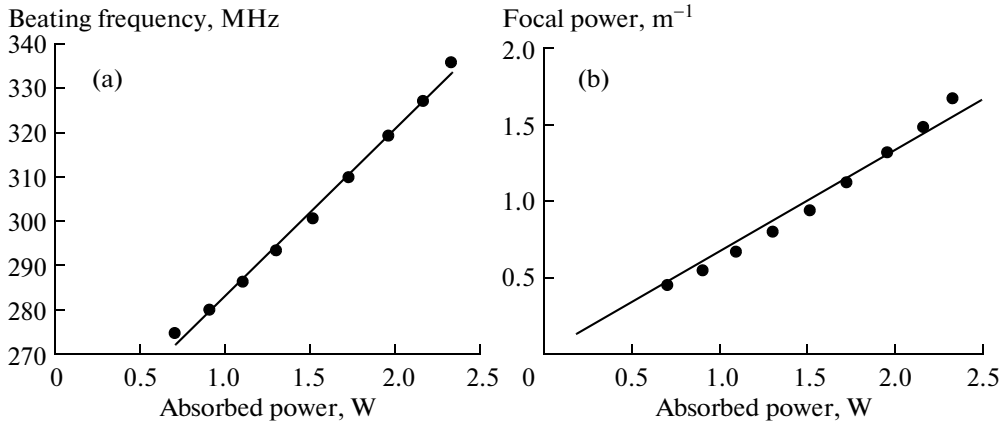 Beating frequency, MHz
340
330
320
310
300
290
280
270
(a)
0 0.5 1.0 1.5 2.0 2.5
Absorbed power, W
Focal power, m⁻¹
2.0
1.5
1.0
0.5
0
(b)
0.5 1.0 1.5 2.0 2.5
Absorbed power, W